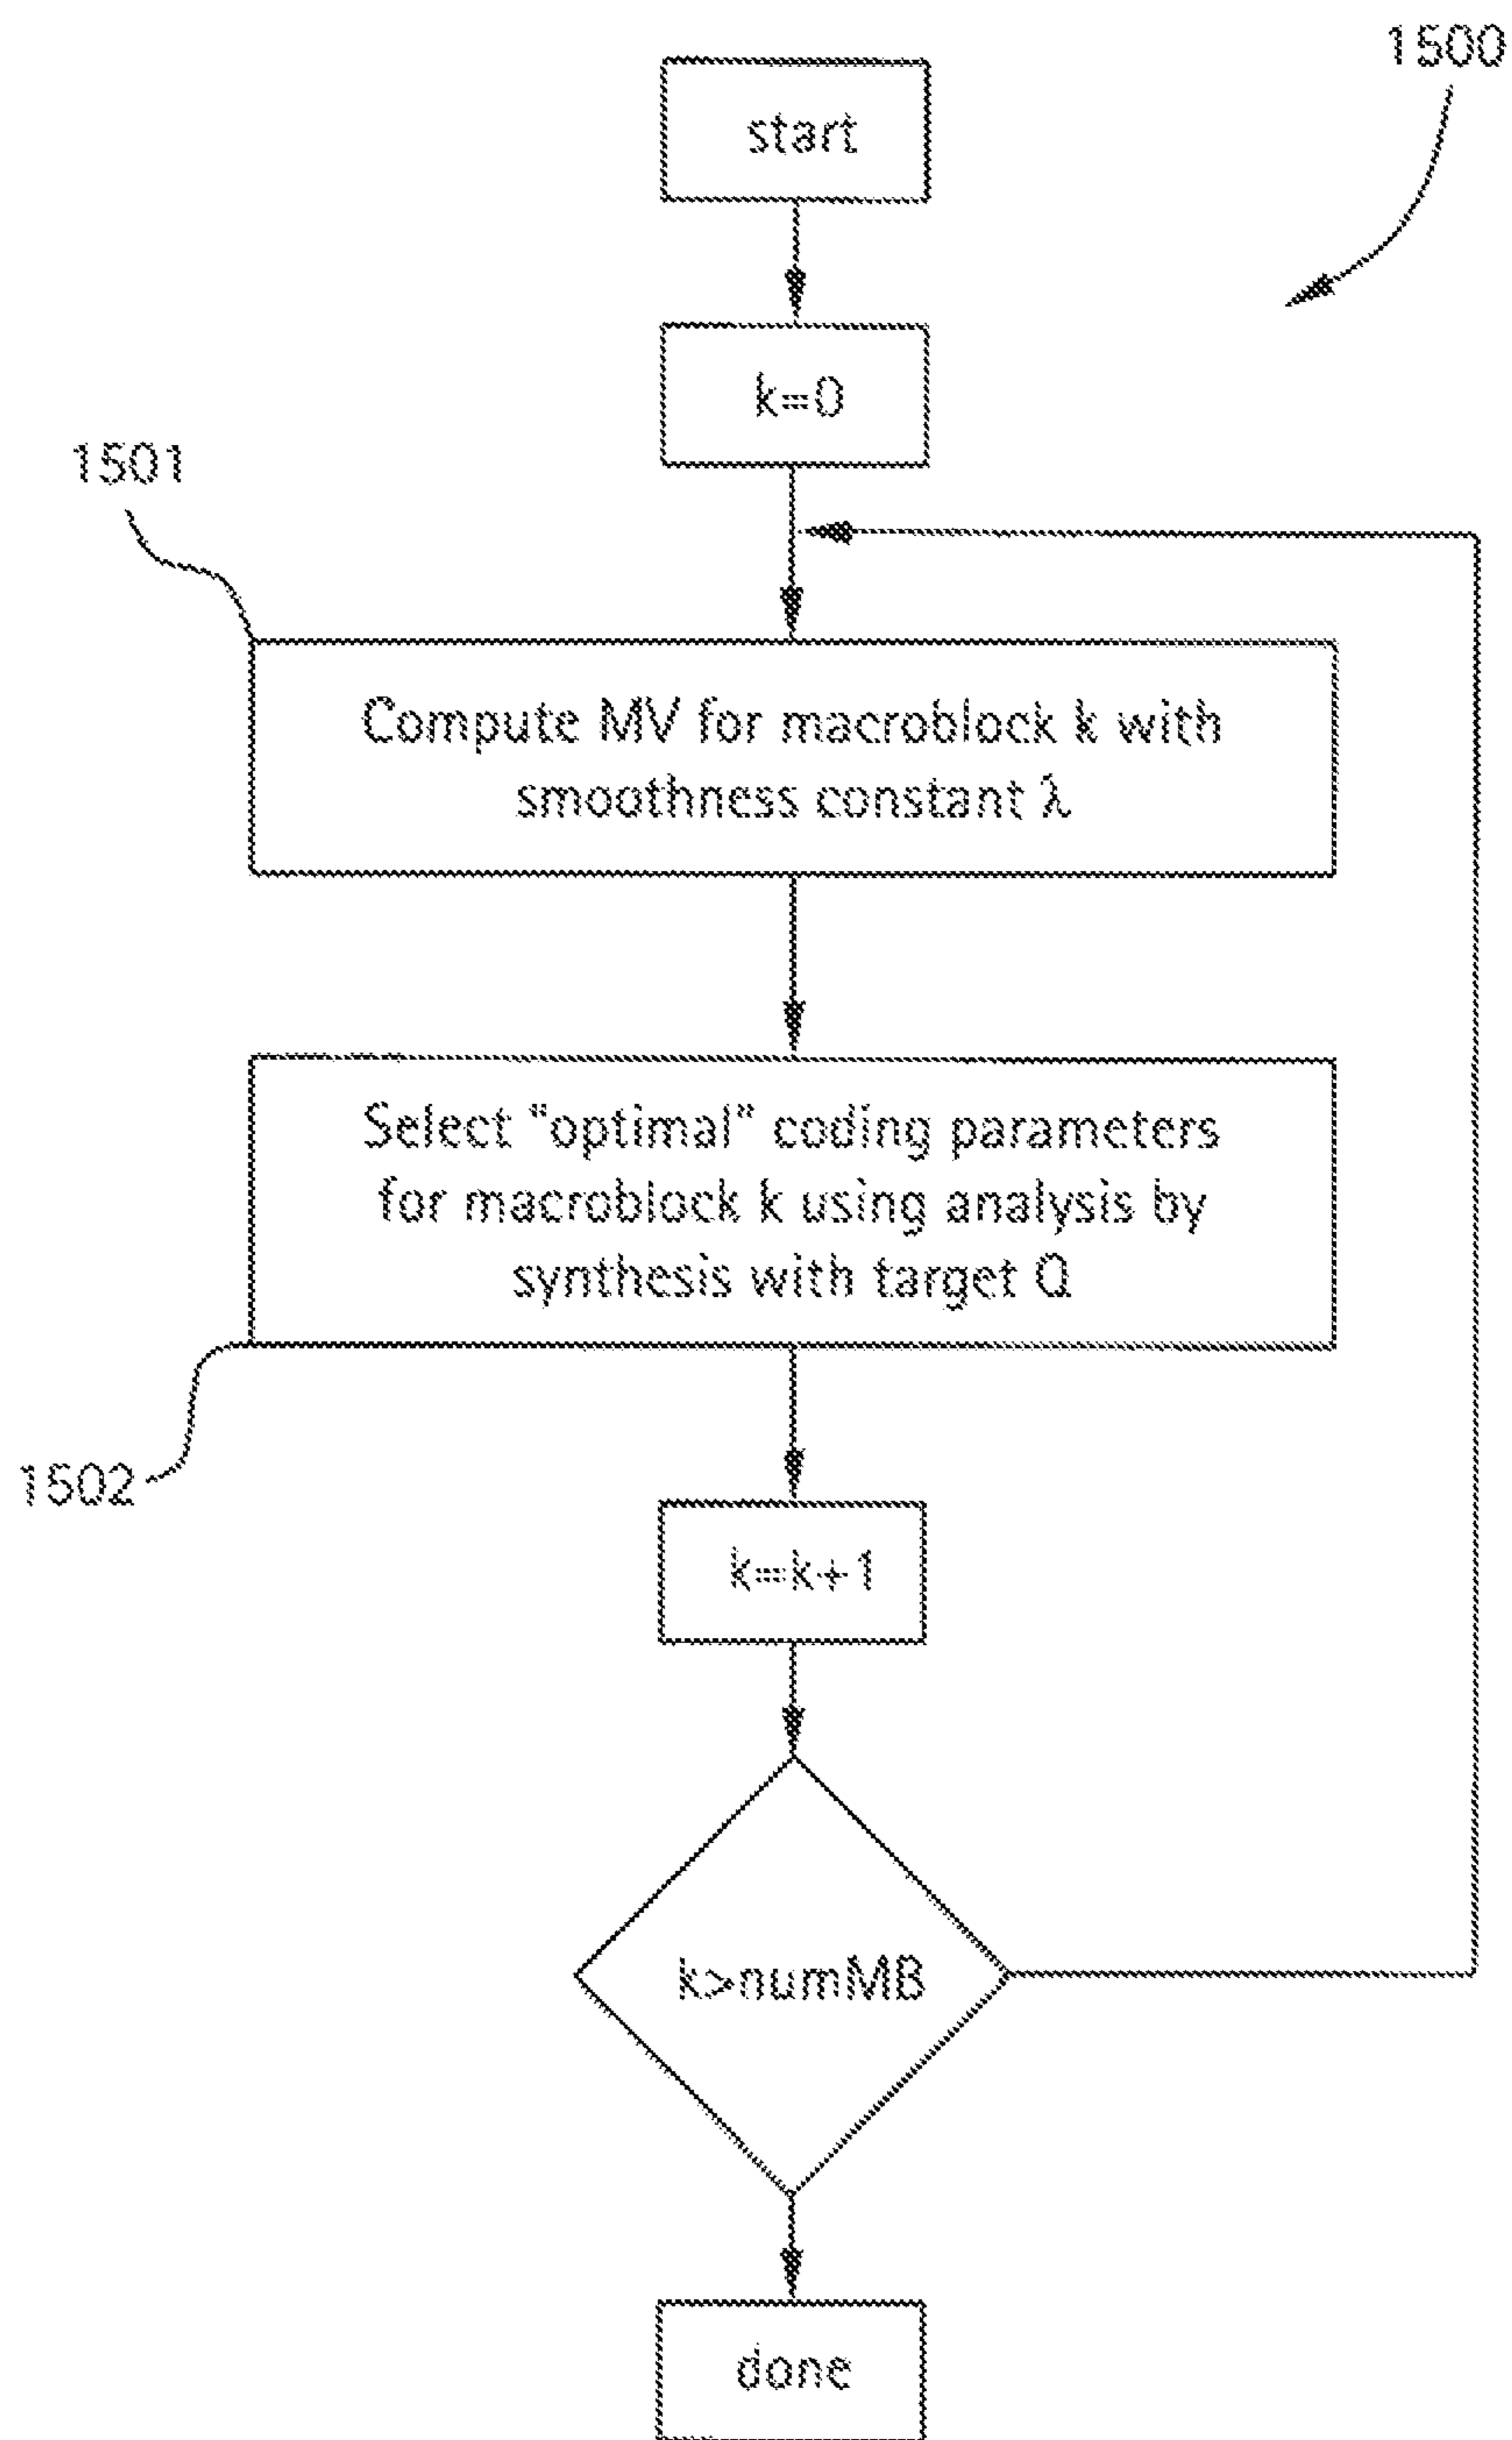 1500
start
k=0
1501
Compute MV for macroblock k with
smoothness constant λ
Select "optimal" coding parameters
for macroblock k using analysis by
synthesis with target Q
1502
k=k+1
k>numMB
done